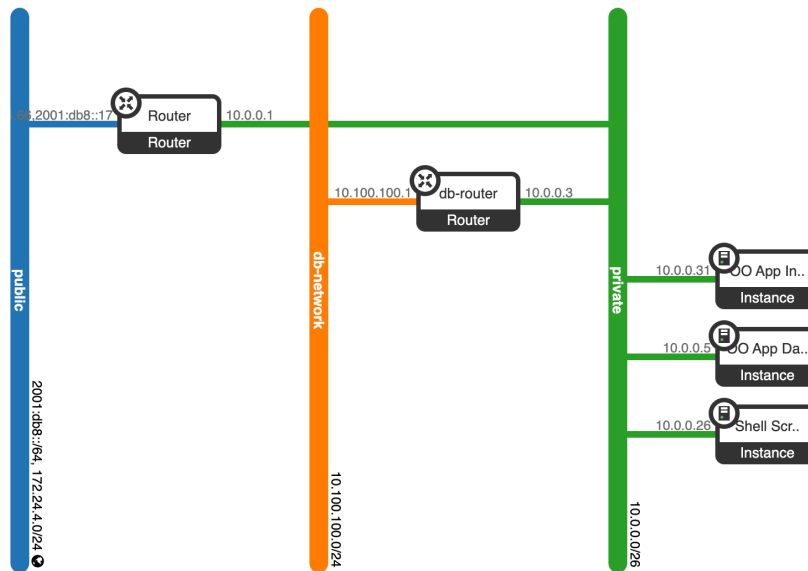 public
2001:db8::/64, 172.24.4.0/24
2001:db8::17
Router
Router
10.0.0.1
db-network
10.100.100.0/24
10.100.100.1
db-router
Router
10.0.0.3
private
10.0.0.0/26
10.0.0.31
OO App In..
Instance
10.0.0.5
OO App Da..
Instance
10.0.0.26
Shell Scr..
Instance